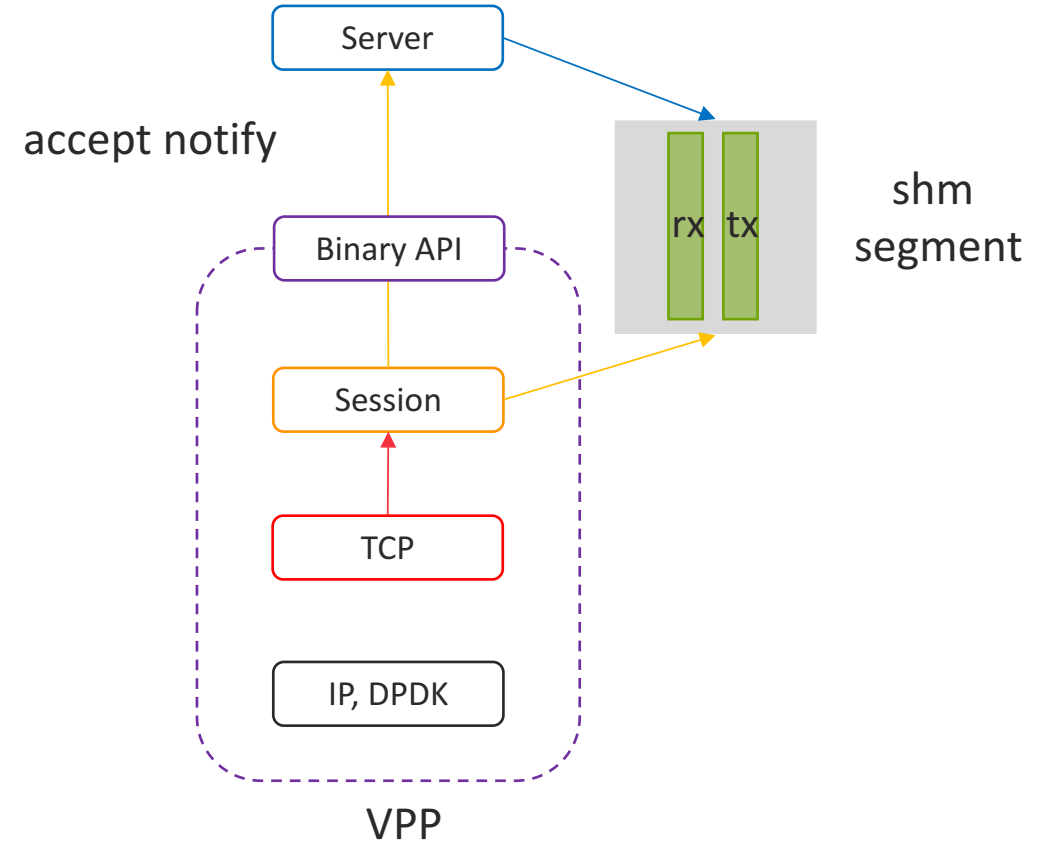 Server
accept notify
shm
segment
rx tx
Binary API
Session
TCP
IP, DPDK
VPP